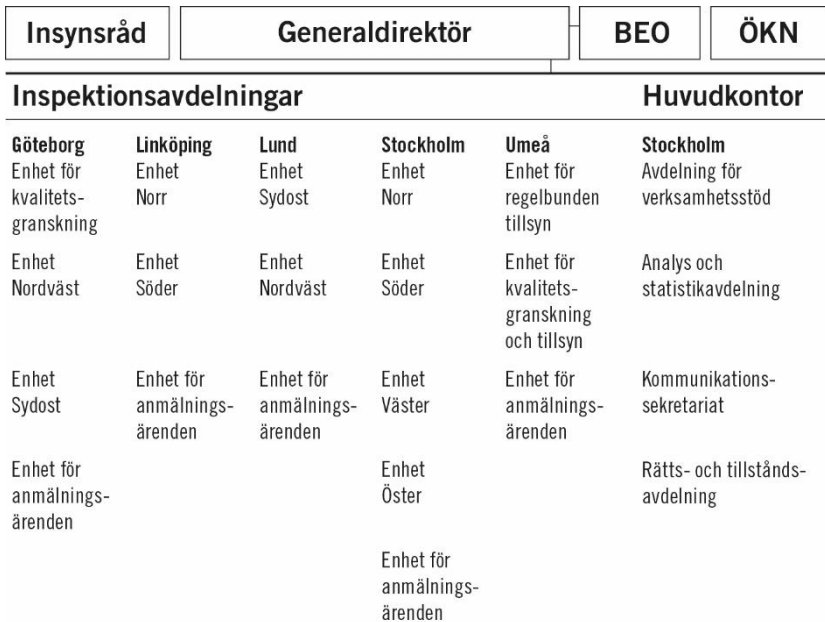 Insynsråd Generaldirektör BEO ÖKN
Inspektionsavdelningar Huvudkontor
Göteborg Linköping Lund Stockholm Umeå Stockholm
Enhet för Enhet Enhet Enhet Enhet för Avdelning för
kvalitets- Norr Sydost Norr regelbunden verksamhetsstöd
granskning tillsyn
Enhet Enhet Enhet Enhet Enhet för Analys och
Nordväst Söder Nordväst Söder kvalitets- statistikavdelning
granskning
och tillsyn
Enhet Enhet för Enhet för Enhet Enhet för Kommunikations-
Sydost anmälnings- anmälnings- Väster anmälnings- sekretariat
ärenden ärenden ärenden
Enhet för Enhet Rätts- och tillstånds-
anmälnings- Öster avdelning
ärenden
Enhet för
anmälnings-
ärenden